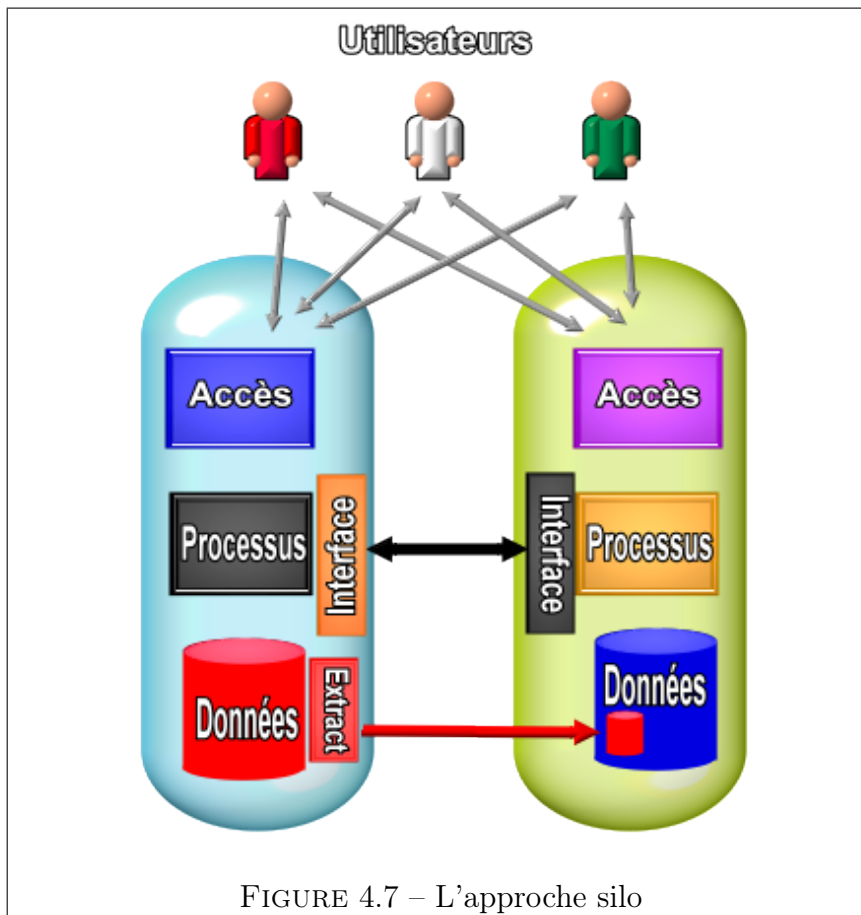 Utilisateurs
Accès
Accès
Processus
Interface
Interface
Processus
Données
Extract
Données
FIGURE 4.7 – L'approche silo